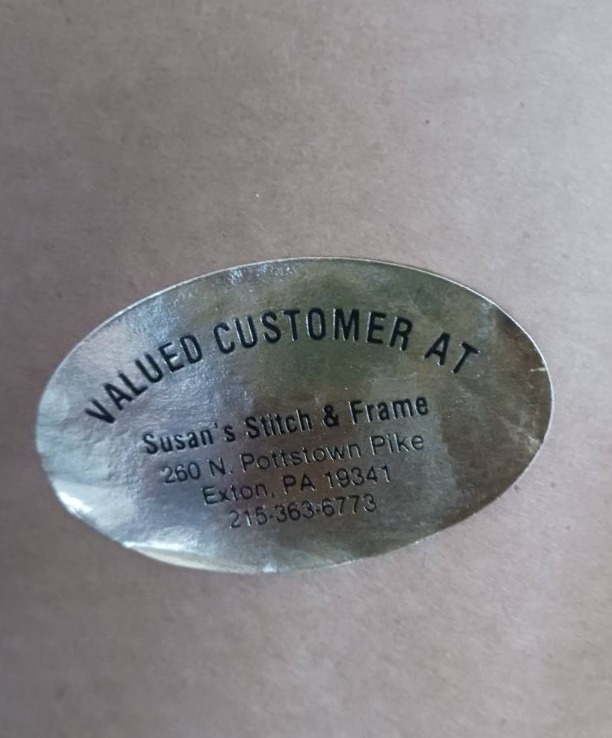 VALUED CUSTOMER AT
Susan's Stitch & Frame
260 N. Pottstown Pike
Exton, PA 19341
215-363-6773